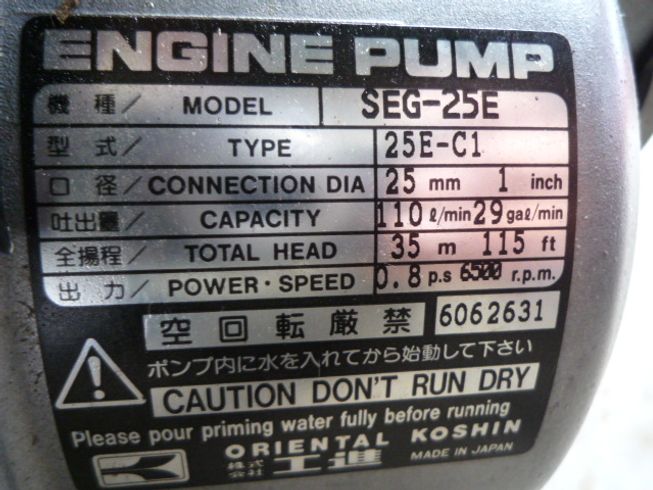 ENGINE PUMP
機種/ MODEL SEG-25E
型式/ TYPE 25E-C1
口径/ CONNECTION DIA 25 mm 1 inch
吐出量/ CAPACITY 110 ℓ/min 29 gaℓ/min
全揚程/ TOTAL HEAD 35 m 115 ft
出力/ POWER・SPEED 0.8 p.s 6500 r.p.m.
空回転厳禁 6062631
ポンプ内に水を入れてから始動して下さい
CAUTION DON'T RUN DRY
Please pour priming water fully before running
ORIENTAL KOSHIN
株式会社 工進 MADE IN JAPAN